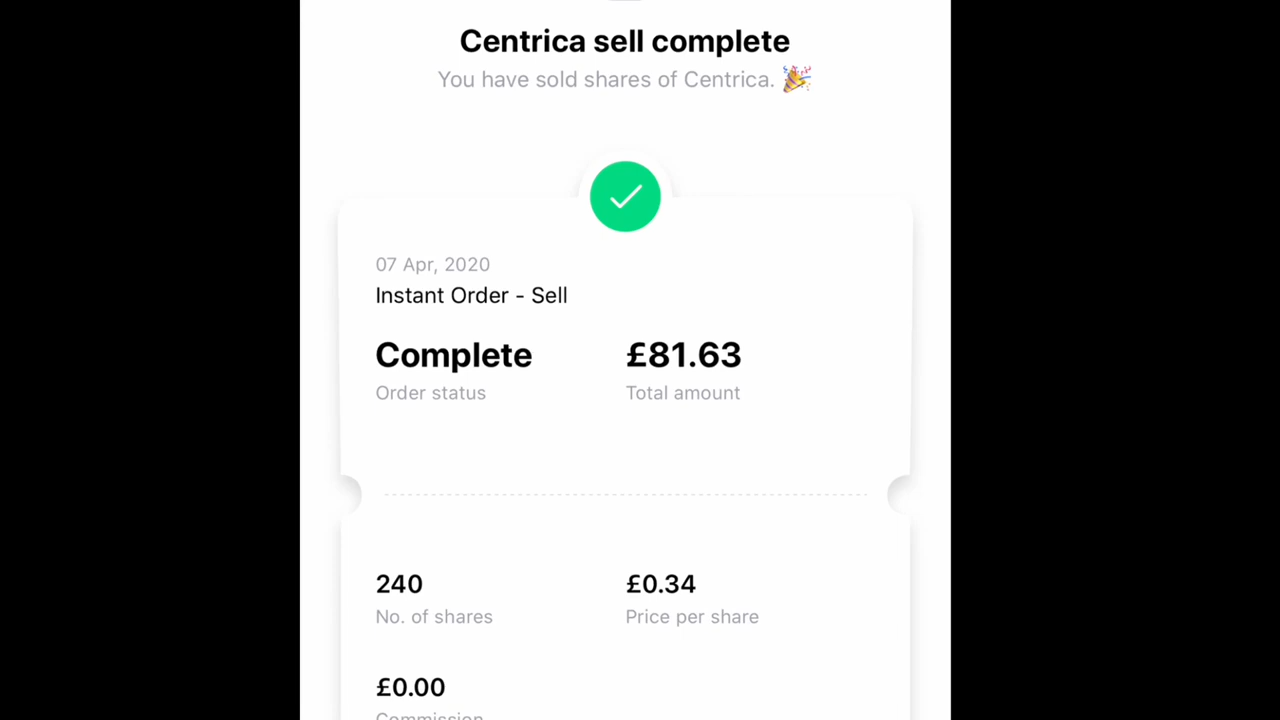 Centrica sell complete
You have sold shares of Centrica. 🎉
07 Apr, 2020
Instant Order - Sell
Complete £81.63
Order status Total amount
240 £0.34
No. of shares Price per share
£0.00
Commission